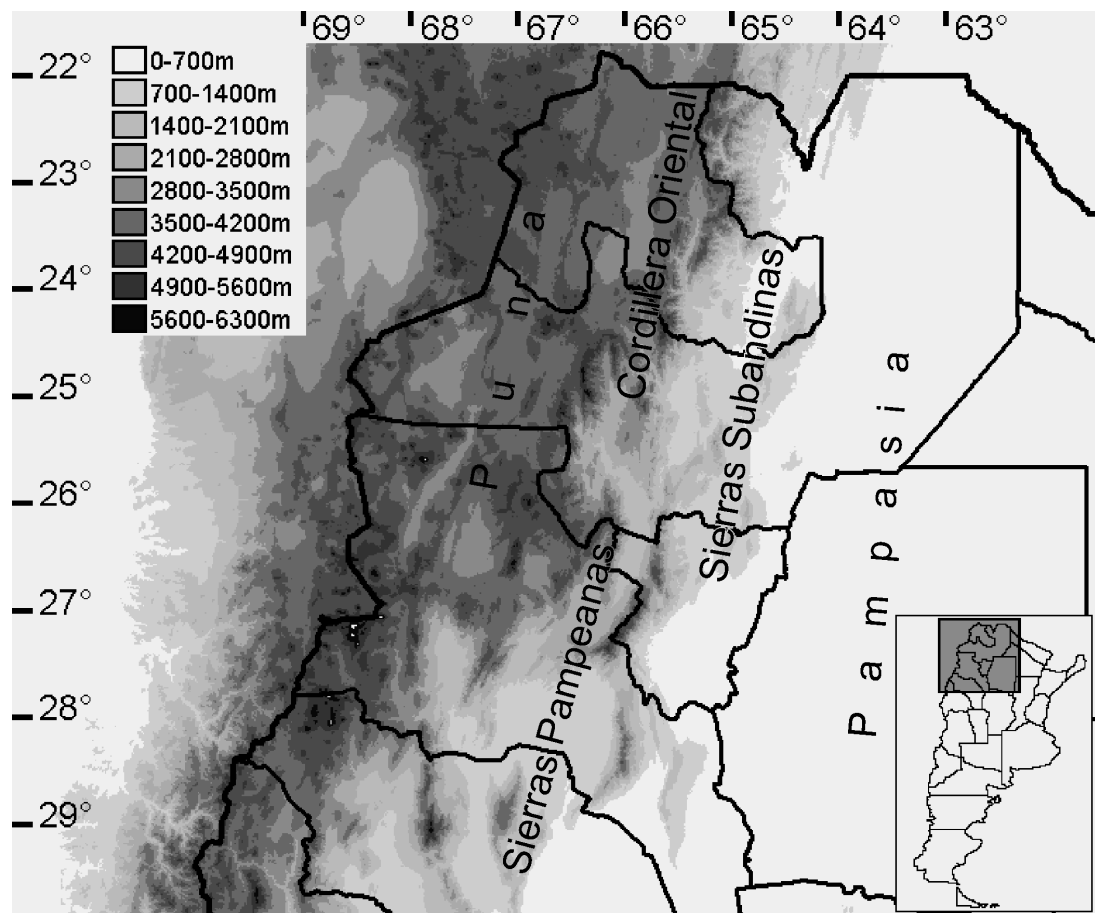 69° 68° 67° 66° 65° 64° 63°
22°
23°
24°
25°
26°
27°
28°
29°
0-700m
700-1400m
1400-2100m
2100-2800m
2800-3500m
3500-4200m
4200-4900m
4900-5600m
5600-6300m
Puna
Cordillera Oriental
Sierras Subandinas
Sierras Pampeanas
Pampasia